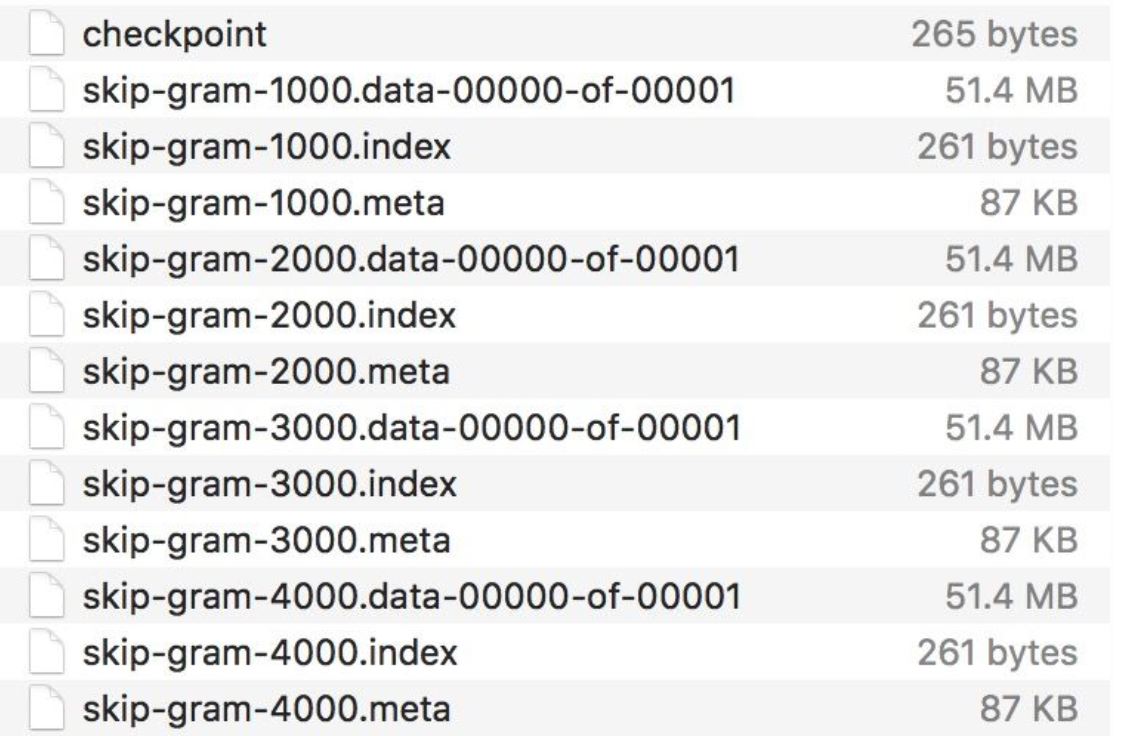 checkpoint 265 bytes
skip-gram-1000.data-00000-of-00001 51.4 MB
skip-gram-1000.index 261 bytes
skip-gram-1000.meta 87 KB
skip-gram-2000.data-00000-of-00001 51.4 MB
skip-gram-2000.index 261 bytes
skip-gram-2000.meta 87 KB
skip-gram-3000.data-00000-of-00001 51.4 MB
skip-gram-3000.index 261 bytes
skip-gram-3000.meta 87 KB
skip-gram-4000.data-00000-of-00001 51.4 MB
skip-gram-4000.index 261 bytes
skip-gram-4000.meta 87 KB